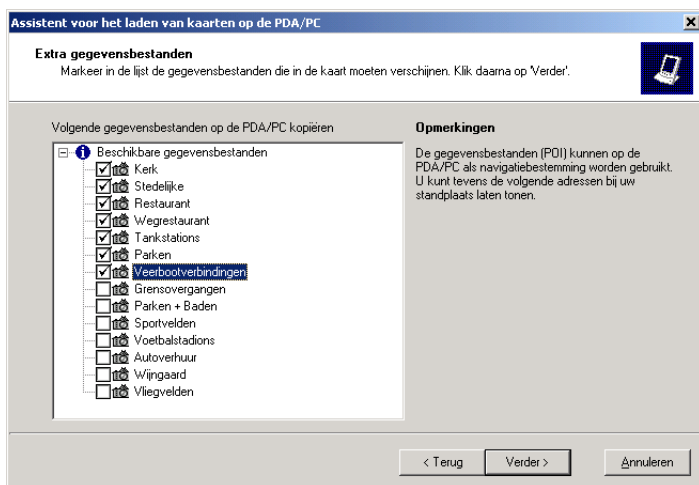 Assistent voor het laden van kaarten op de PDA/PC
Extra gegevensbestanden
Markeer in de lijst de gegevensbestanden die in de kaart moeten verschijnen. Klik daarna op 'Verder'.
Volgende gegevensbestanden op de PDA/PC kopiëren
Beschikbare gegevensbestanden
Kerk
Stedelijke
Restaurant
Wegrestaurant
Tankstations
Parken
Veerbootverbindingen
Grensovergangen
Parken + Baden
Sportvelden
Voetbalstadions
Autoverhuur
Wijngaard
Vliegvelden
Opmerkingen
De gegevensbestanden (POI) kunnen op de
PDA/PC als navigatiebestemming worden gebruikt.
U kunt tevens de volgende adressen bij uw
standplaats laten tonen.
< Terug
Verder >
Annuleren